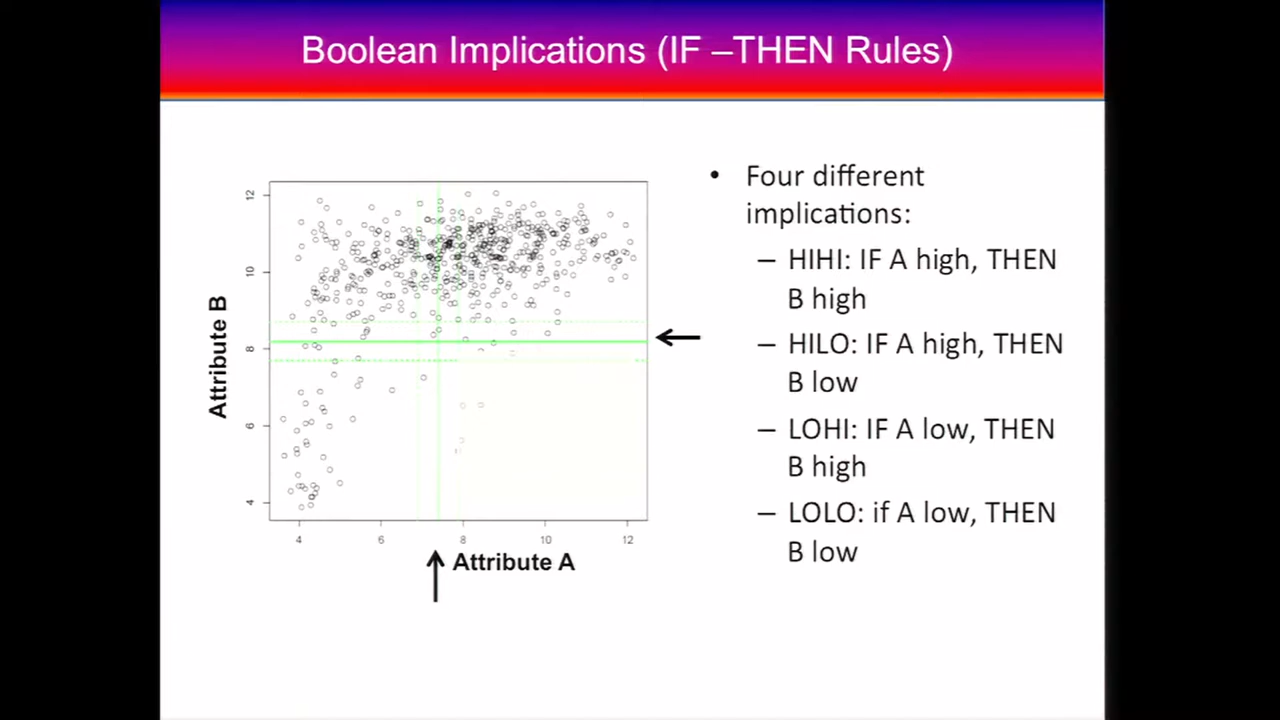 Boolean Implications (IF –THEN Rules)
• Four different
implications:
– HIHI: IF A high, THEN
B high
– HILO: IF A high, THEN
B low
– LOHI: IF A low, THEN
B high
– LOLO: if A low, THEN
B low
Attribute B
12
10
8
6
4
4
6
8
10
12
Attribute A